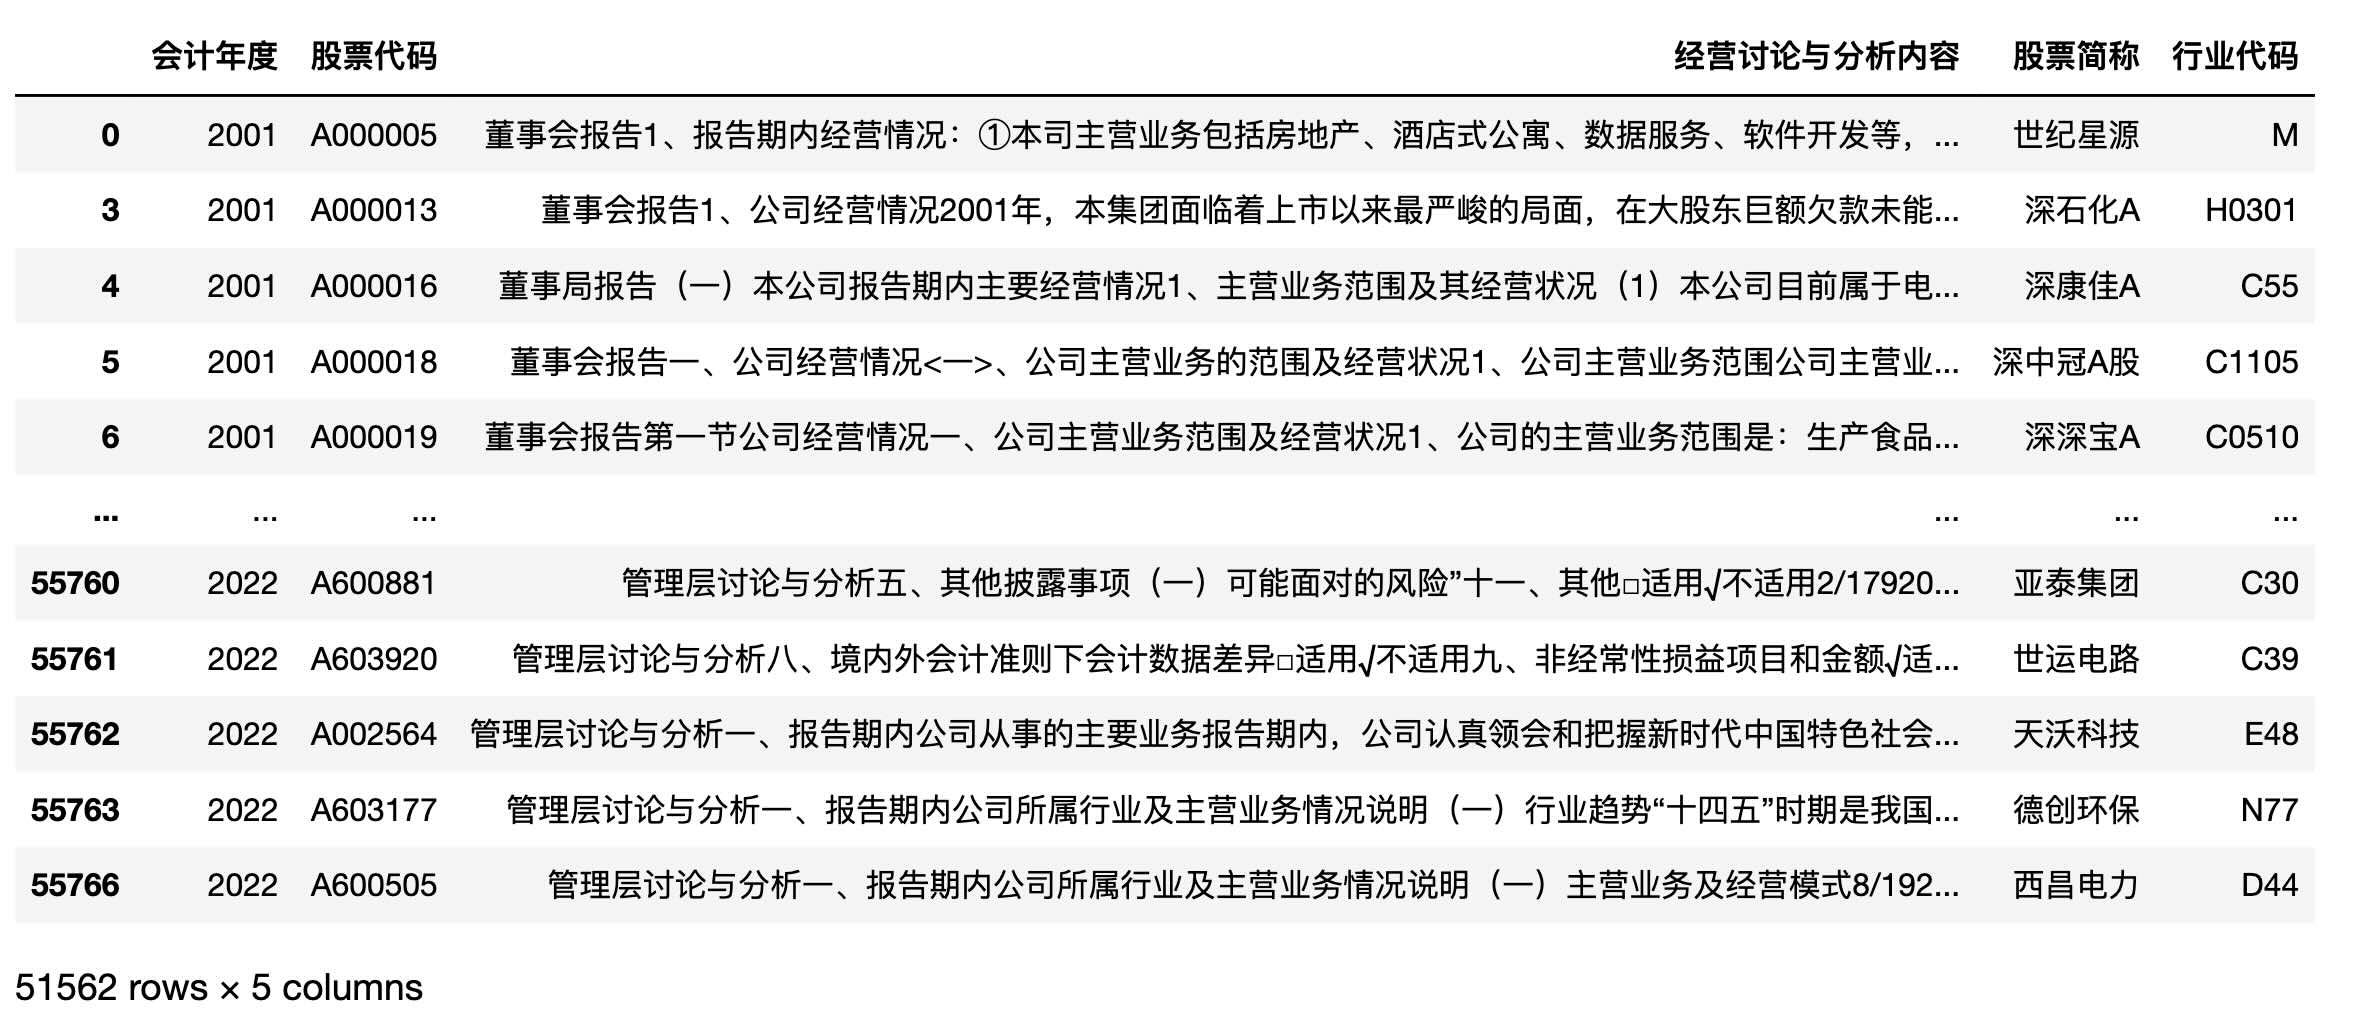 会计年度 股票代码 经营讨论与分析内容 股票简称 行业代码
0 2001 A000005 董事会报告1、报告期内经营情况：①本司主营业务包括房地产、酒店式公寓、数据服务、软件开发等，... 世纪星源 M
3 2001 A000013 董事会报告1、公司经营情况2001年，本集团面临着上市以来最严峻的局面，在大股东巨额欠款未能... 深石化A H0301
4 2001 A000016 董事局报告（一）本公司报告期内主要经营情况1、主营业务范围及其经营状况（1）本公司目前属于电... 深康佳A C55
5 2001 A000018 董事会报告一、公司经营情况<一>、公司主营业务的范围及经营状况1、公司主营业务范围公司主营业... 深中冠A股 C1105
6 2001 A000019 董事会报告第一节公司经营情况一、公司主营业务范围及经营状况1、公司的主营业务范围是：生产食品... 深深宝A C0510
... ... ... ... ... ...
55760 2022 A600881 管理层讨论与分析五、其他披露事项（一）可能面对的风险”十一、其他□适用√不适用2/17920... 亚泰集团 C30
55761 2022 A603920 管理层讨论与分析八、境内外会计准则下会计数据差异□适用√不适用九、非经常性损益项目和金额√适... 世运电路 C39
55762 2022 A002564 管理层讨论与分析一、报告期内公司从事的主要业务报告期内，公司认真领会和把握新时代中国特色社会... 天沃科技 E48
55763 2022 A603177 管理层讨论与分析一、报告期内公司所属行业及主营业务情况说明（一）行业趋势“十四五”时期是我国... 德创环保 N77
55766 2022 A600505 管理层讨论与分析一、报告期内公司所属行业及主营业务情况说明（一）主营业务及经营模式8/192... 西昌电力 D44
51562 rows × 5 columns